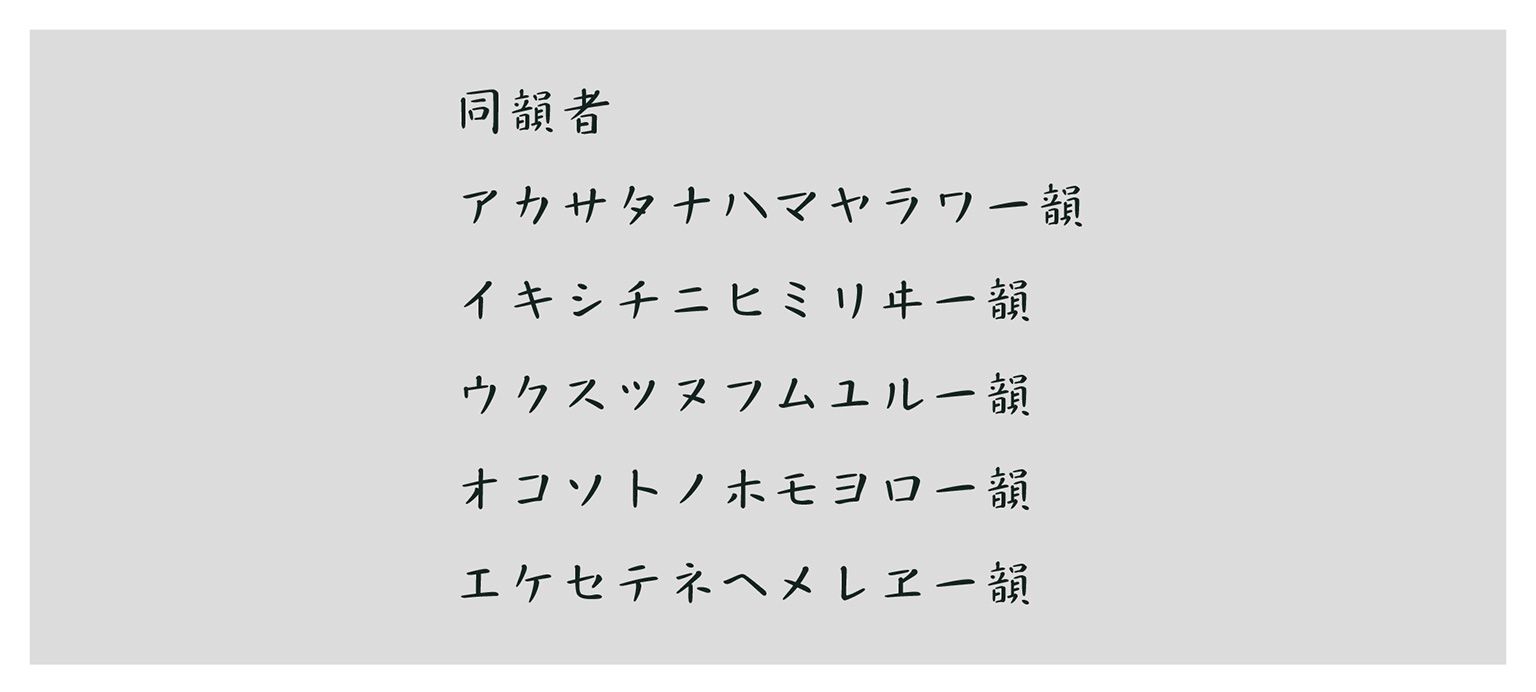 同韻者
アカサタナハマヤラワ一韻
イキシチニヒミリヰ一韻
ウクスツヌフムユル一韻
オコソトノホモヨロ一韻
エケセテネヘメレヱ一韻